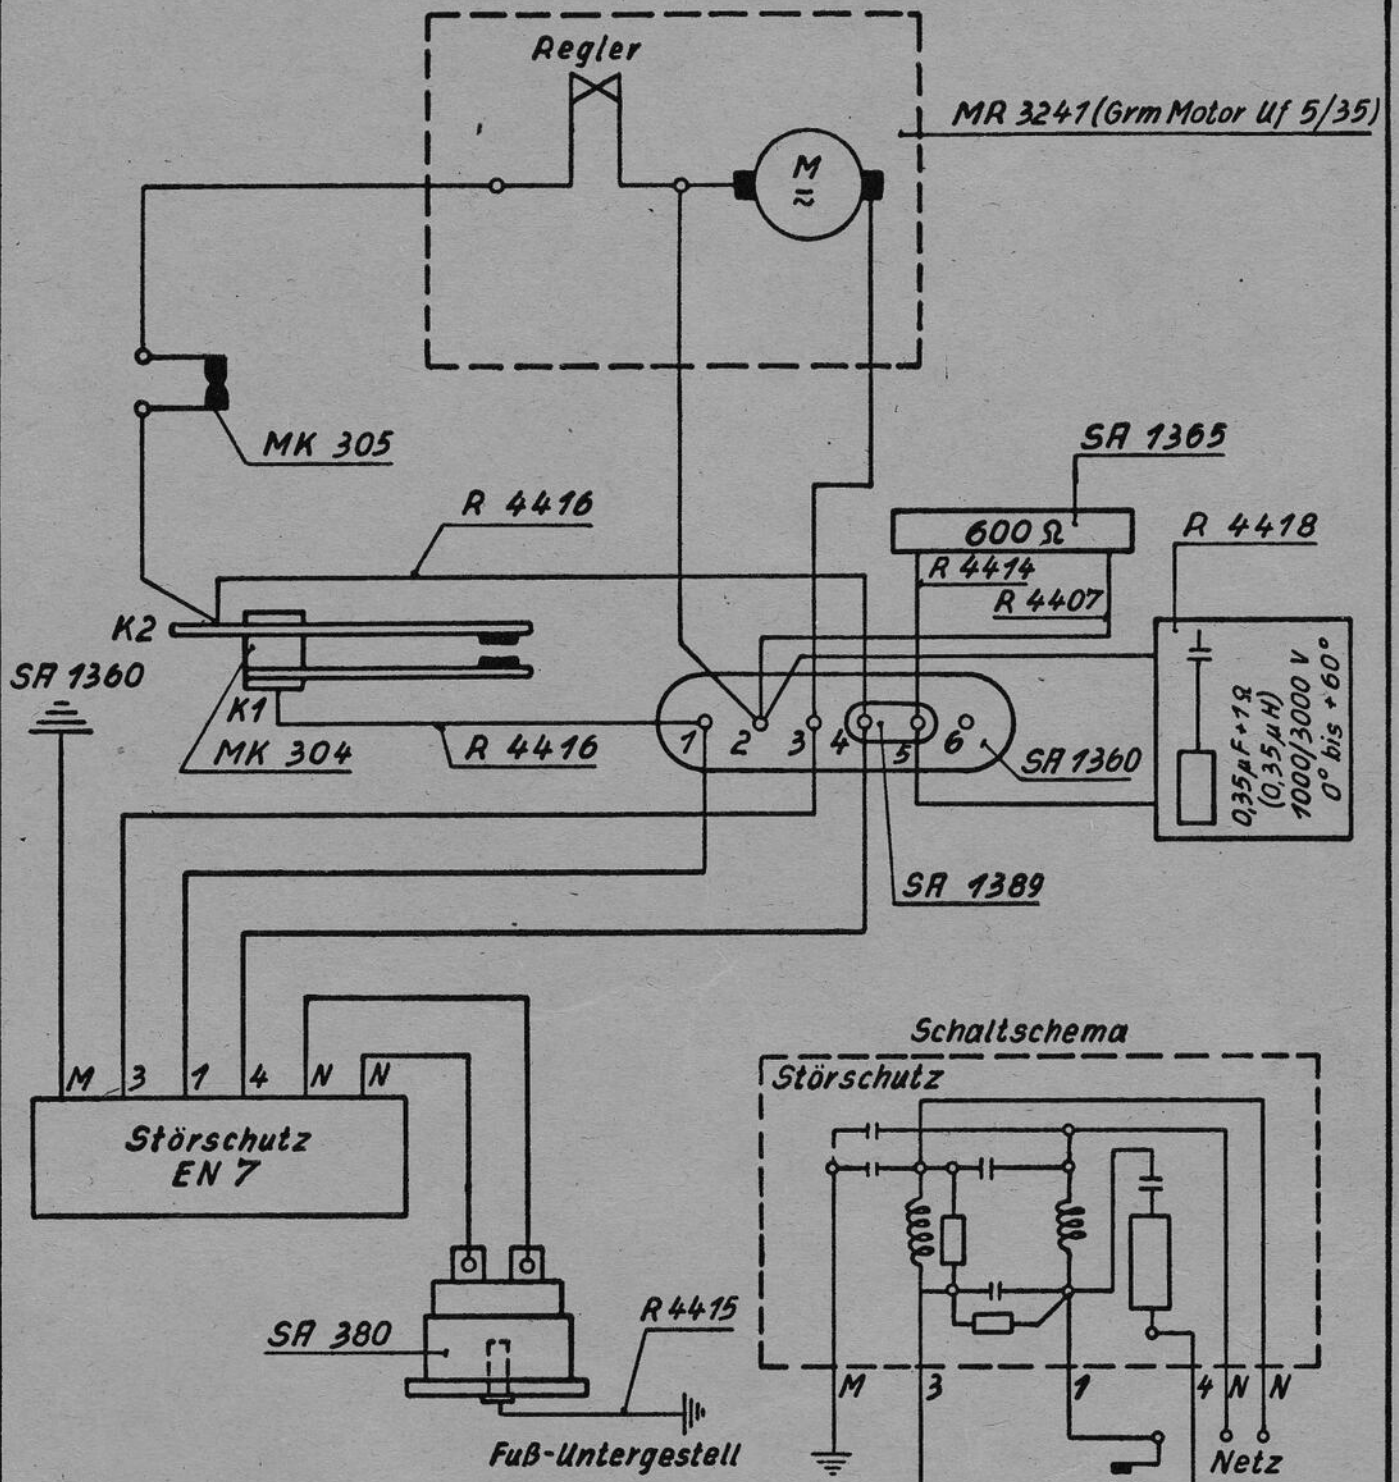 Regler
MR 3241 (Grm Motor Uf 5/35)
M
MK 305
SA 1365
R 4416
600 Ω
R 4418
R 4414
R 4407
K2
SA 1360
K1
MK 304
R 4416
1 2 3 4 5 6
SA 1360
0,35µF+1Ω
(0,35µH)
1000/3000 V
0° bis +60°
SA 1389
Schaltschema
M 3 1 4 N N
Störschutz
Störschutz
EN 7
R 4415
SA 380
M 3 1 4 N N
Fuß-Untergestell
Netz